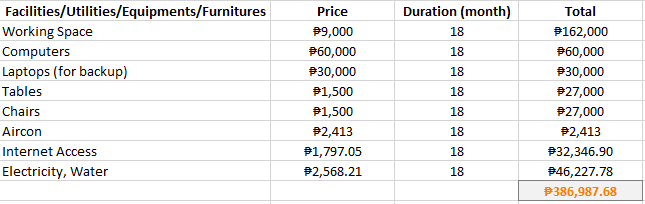 Facilities/Utilities/Equipments/Furnitures Price Duration (month) Total
Working Space ₱9,000 18 ₱162,000
Computers ₱60,000 18 ₱60,000
Laptops (for backup) ₱30,000 18 ₱30,000
Tables ₱1,500 18 ₱27,000
Chairs ₱1,500 18 ₱27,000
Aircon ₱2,413 18 ₱2,413
Internet Access ₱1,797.05 18 ₱32,346.90
Electricity, Water ₱2,568.21 18 ₱46,227.78
₱386,987.68